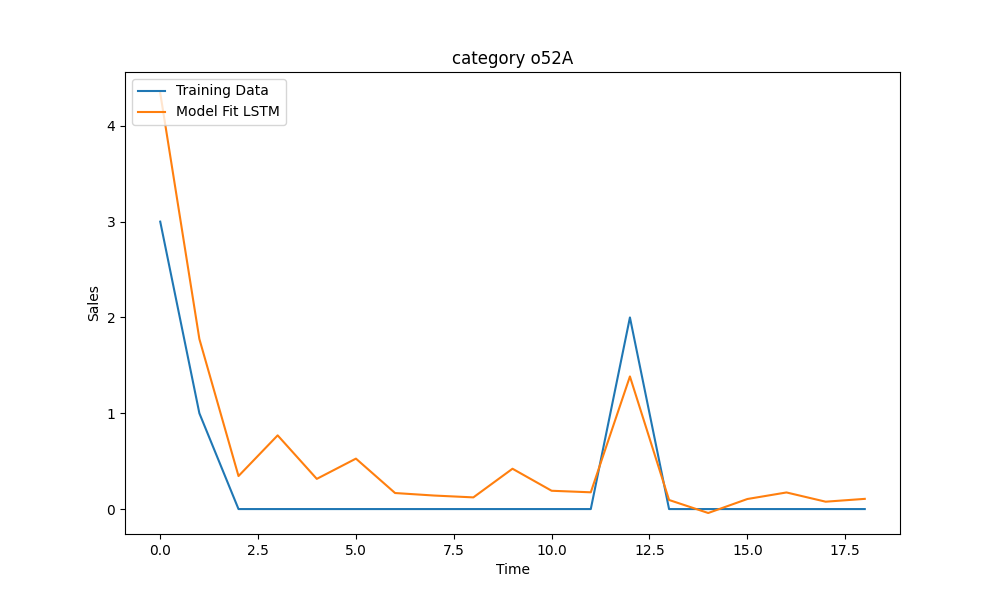 category o52A
Training Data
Model Fit LSTM
Sales
4
3
2
1
0
0.0 2.5 5.0 7.5 10.0 12.5 15.0 17.5
Time